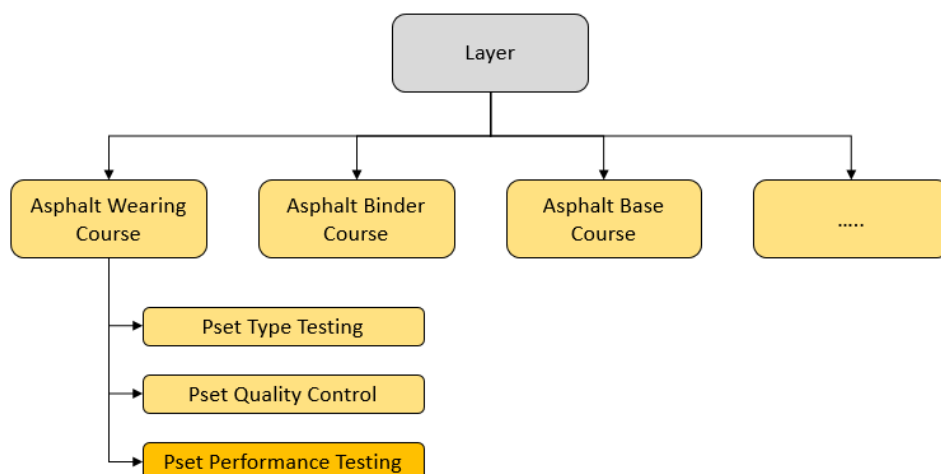 Layer
Asphalt Wearing
Course
Asphalt Binder
Course
Asphalt Base
Course
.....
Pset Type Testing
Pset Quality Control
Pset Performance Testing